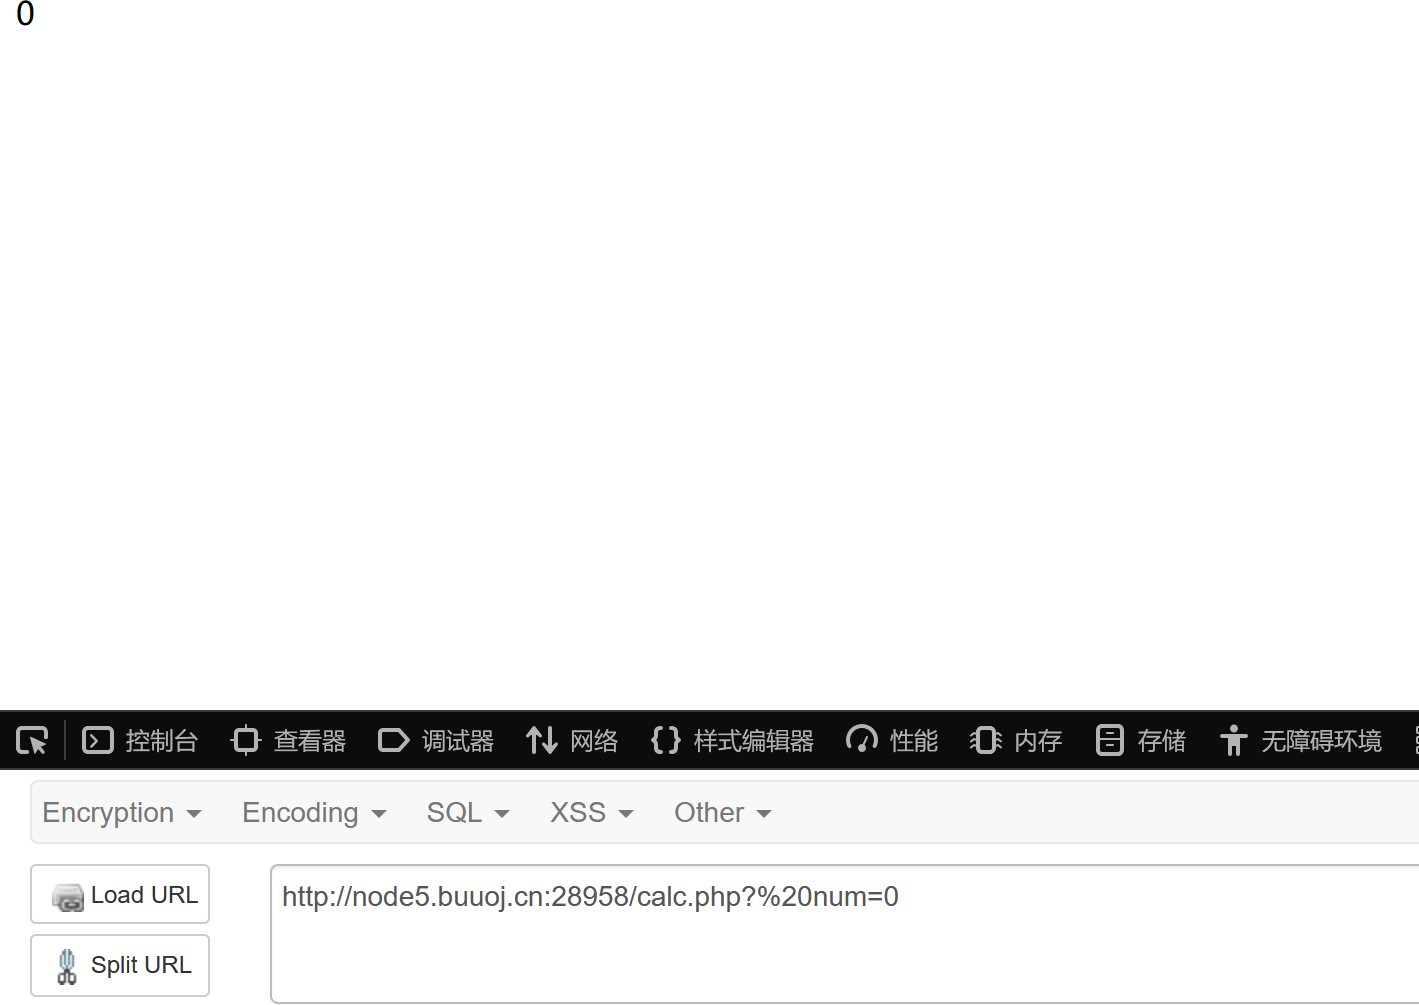 0
控制台 查看器 调试器 网络 样式编辑器 性能 内存 存储 无障碍环境
Encryption Encoding SQL XSS Other
Load URL
http://node5.buuoj.cn:28958/calc.php?%20num=0
Split URL